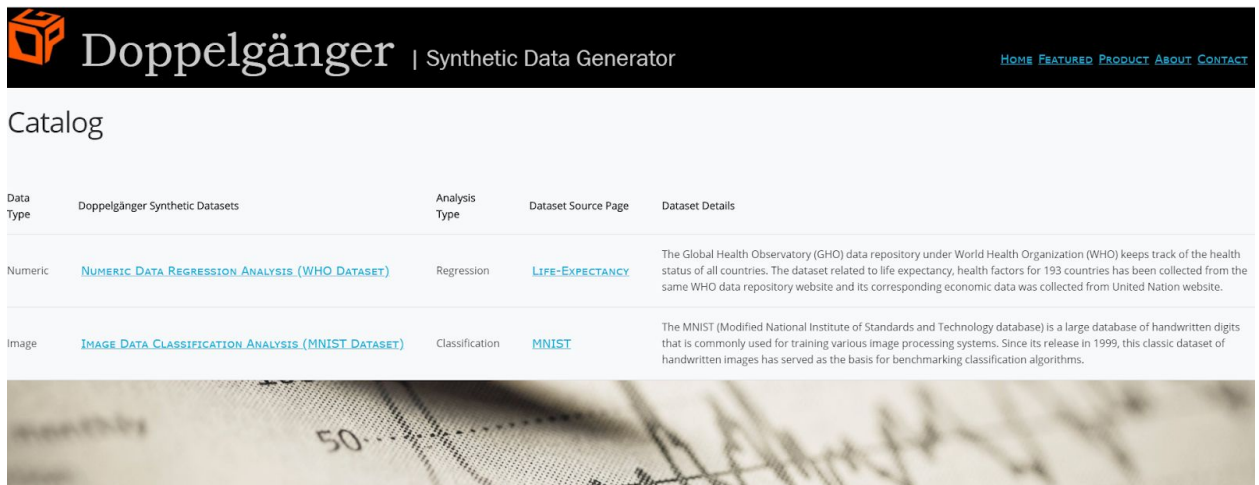 Doppelgänger | Synthetic Data Generator
HOME FEATURED PRODUCT ABOUT CONTACT
Catalog
Data Type Doppelgänger Synthetic Datasets Analysis Type Dataset Source Page Dataset Details
Numeric NUMERIC DATA REGRESSION ANALYSIS (WHO DATASET) Regression LIFE-EXPECTANCY
The Global Health Observatory (GHO) data repository under World Health Organization (WHO) keeps track of the health
status of all countries. The dataset related to life expectancy, health factors for 193 countries has been collected from the
same WHO data repository website and its corresponding economic data was collected from United Nation website.
Image IMAGE DATA CLASSIFICATION ANALYSIS (MNIST DATASET) Classification MNIST
The MNIST (Modified National Institute of Standards and Technology database) is a large database of handwritten digits
that is commonly used for training various image processing systems. Since its release in 1999, this classic dataset of
handwritten images has served as the basis for benchmarking classification algorithms.
monthly
50